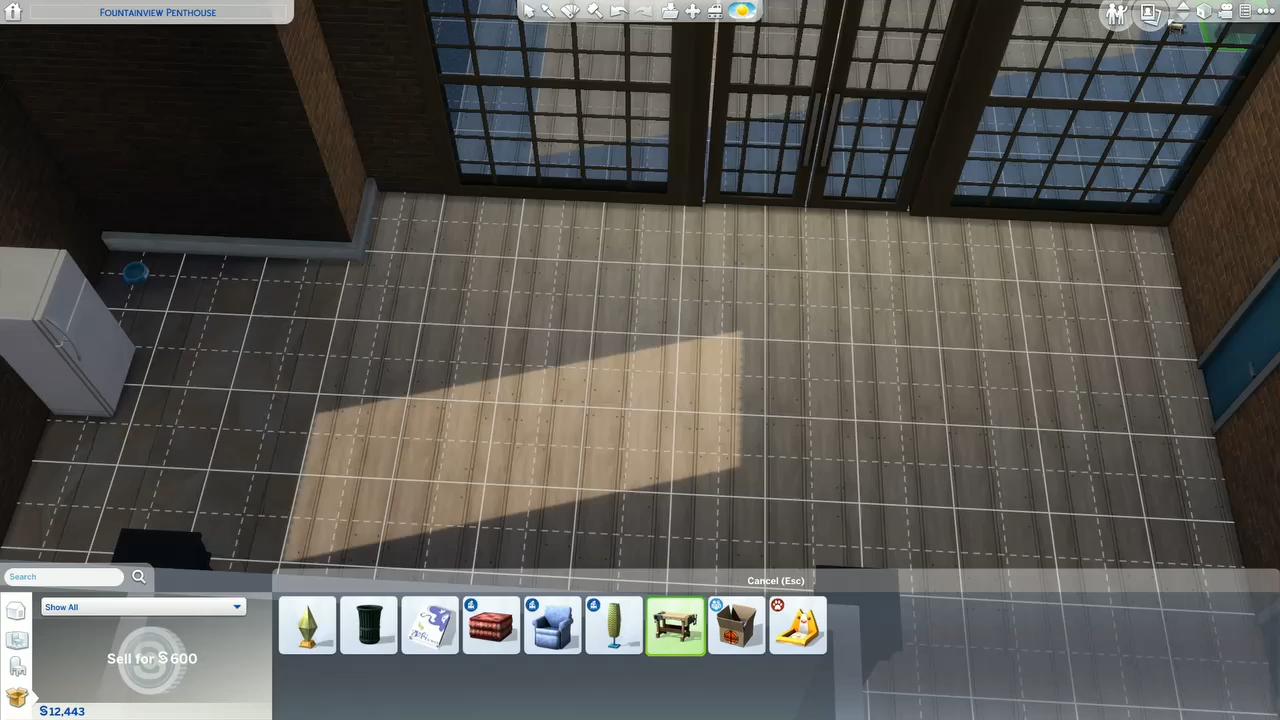 Fountainview Penthouse
Cancel (Esc)
Search
Show All
Sell for §600
§12,443